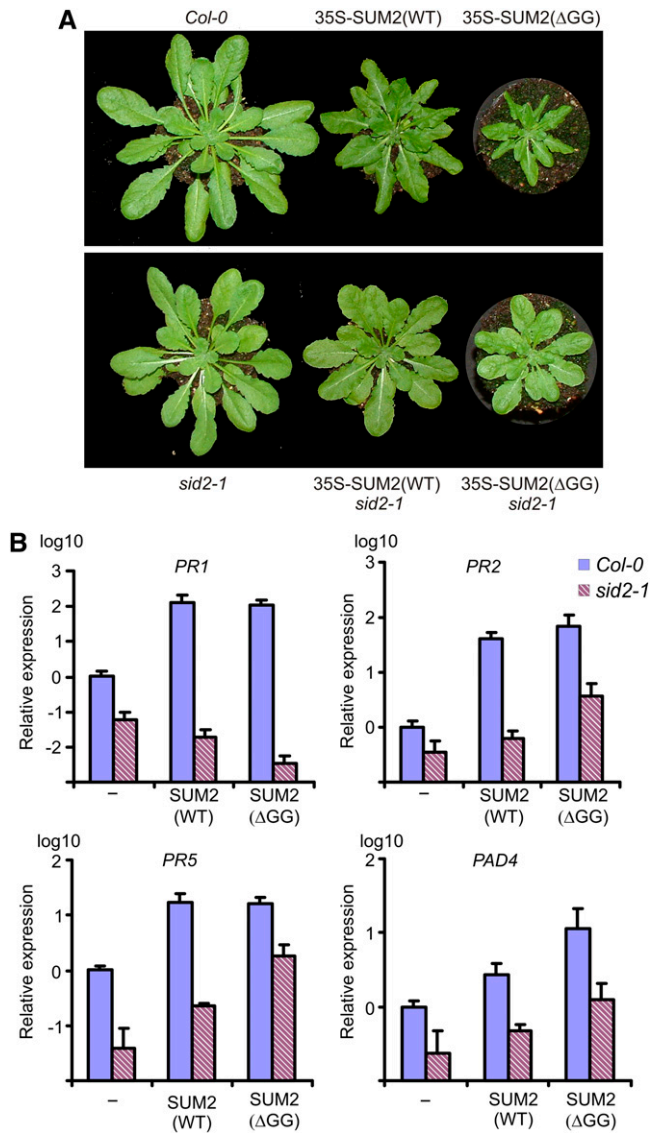 A
Col-0 35S-SUM2(WT) 35S-SUM2(ΔGG)
sid2-1 35S-SUM2(WT) 35S-SUM2(ΔGG)
sid2-1 sid2-1
B
log10 log10
PR1 PR2
Col-0
sid2-1
Relative expression
3
2
0
-1
-2
– SUM2 SUM2
(WT) (ΔGG)
Relative expression
3
2
1
0
– SUM2 SUM2
(WT) (ΔGG)
log10 log10
PR5 PAD4
Relative expression
2
1
0
-1
– SUM2 SUM2
(WT) (ΔGG)
Relative expression
2
1
0
– SUM2 SUM2
(WT) (ΔGG)